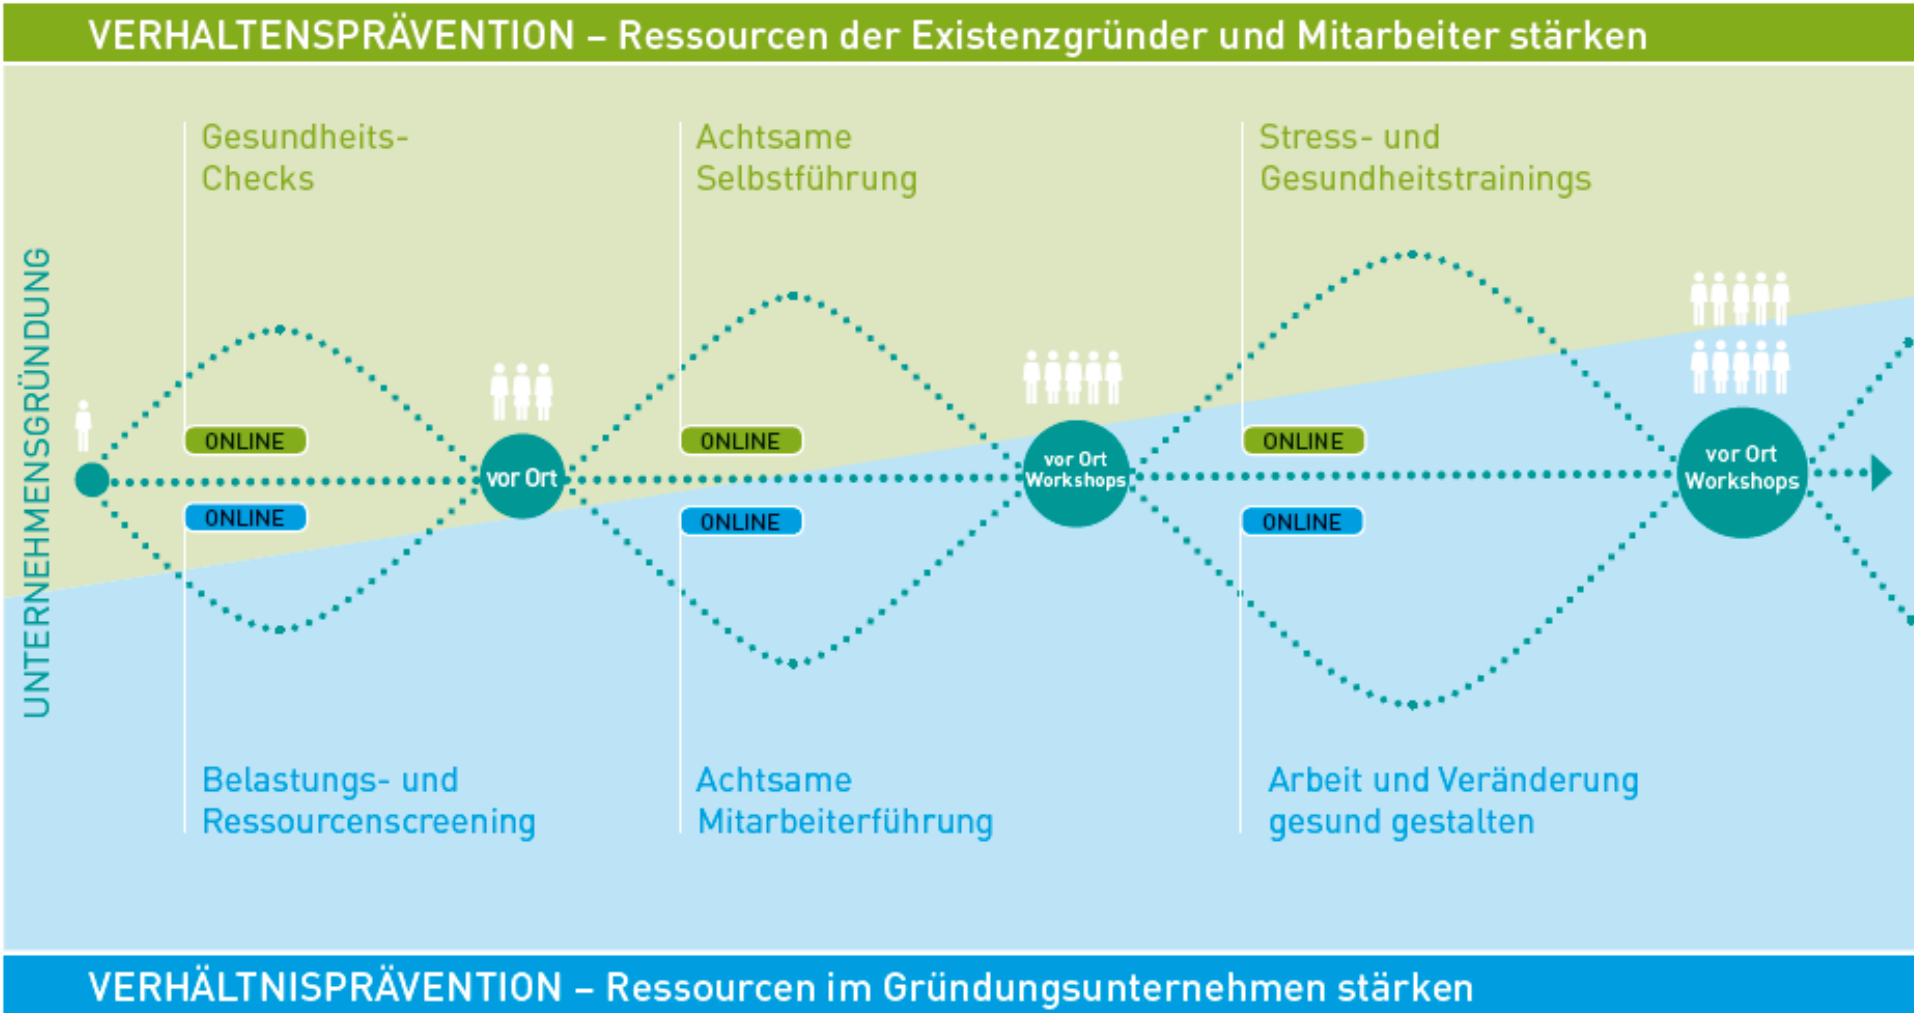 VERHALTENSPRÄVENTION – Ressourcen der Existenzgründer und Mitarbeiter stärken
UNTERNEHMENSGRÜNDUNG
Gesundheits-
Checks
Achtsame
Selbstführung
Stress- und
Gesundheitstrainings
ONLINE
ONLINE
ONLINE
vor Ort
vor Ort
Workshops
vor Ort
Workshops
ONLINE
ONLINE
ONLINE
Belastungs- und
Ressourcenscreening
Achtsame
Mitarbeiterführung
Arbeit und Veränderung
gesund gestalten
VERHÄLTNISPRÄVENTION – Ressourcen im Gründungsunternehmen stärken